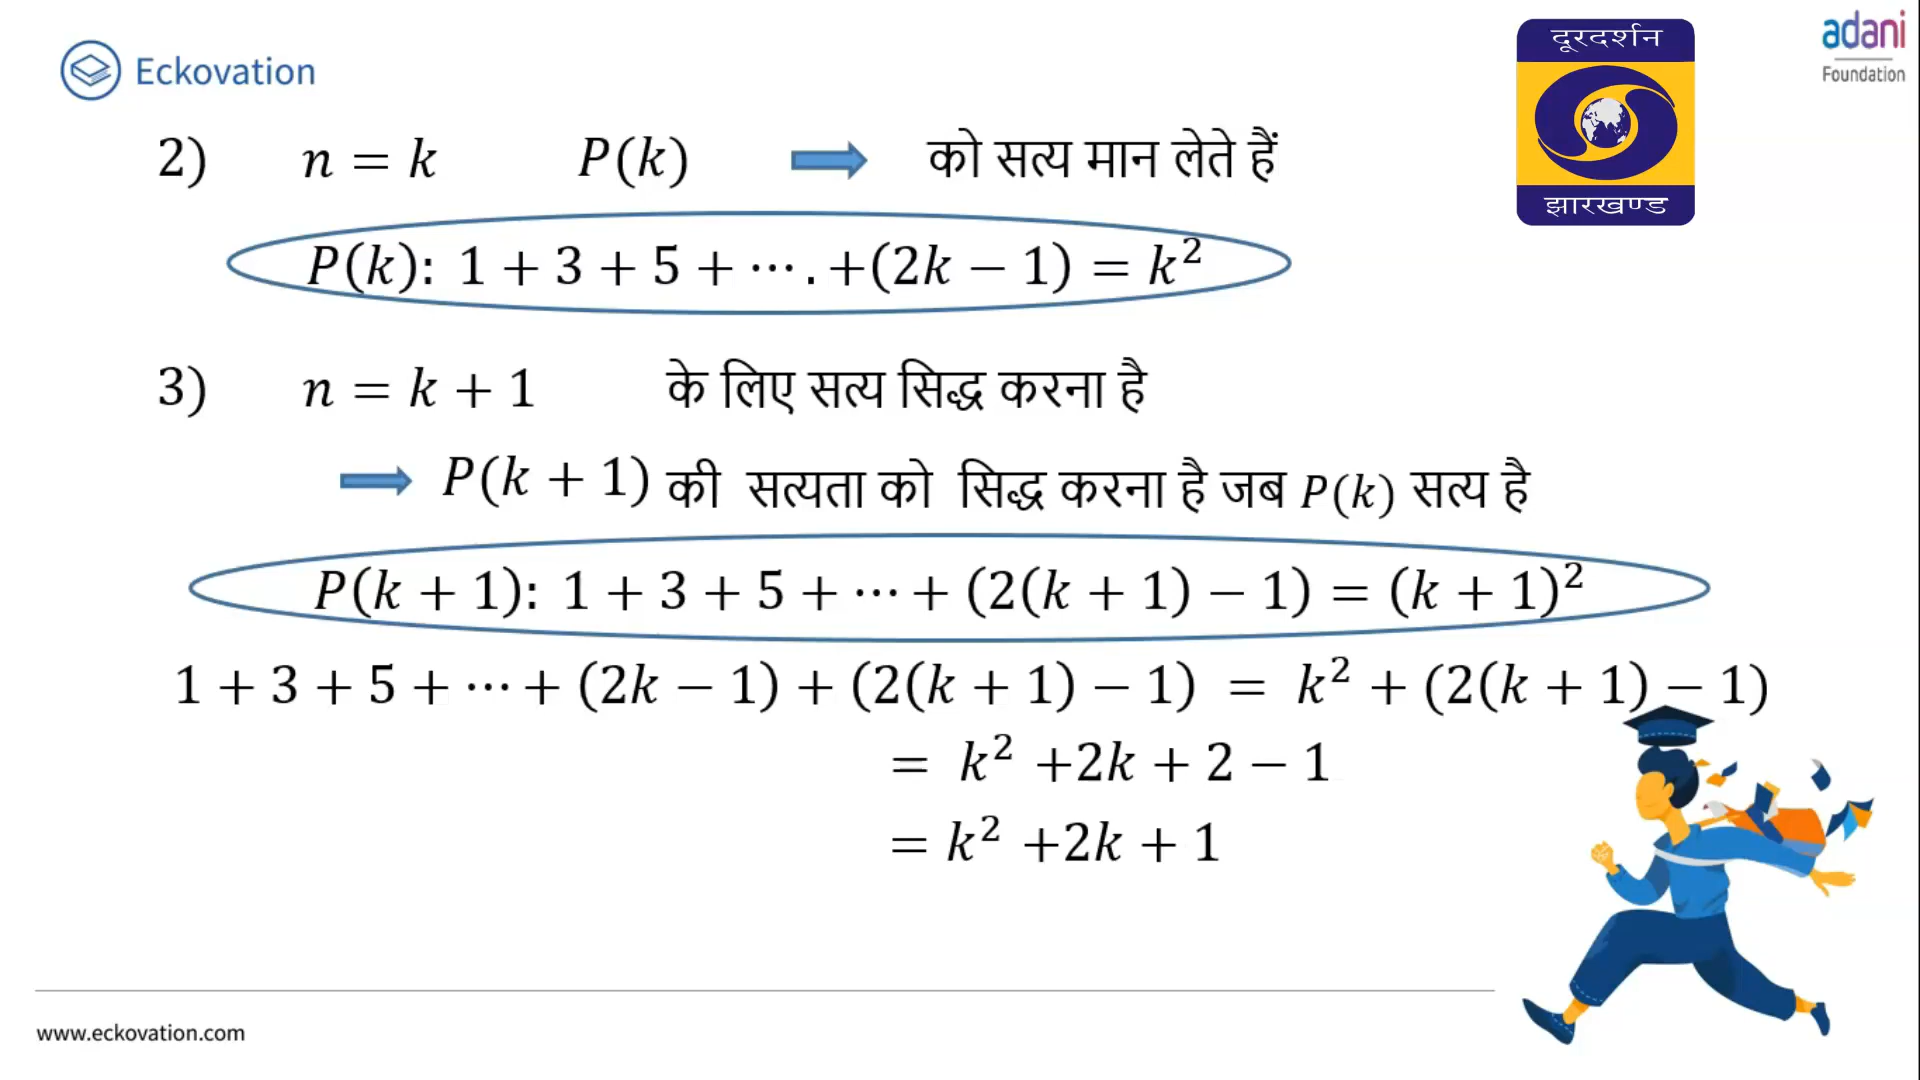 Eckovation
दूरदर्शन
झारखण्ड
adani
Foundation
2) n = k P(k) को सत्य मान लेते हैं
P(k): 1 + 3 + 5 + ⋯ . +(2k − 1) = k²
3) n = k + 1 के लिए सत्य सिद्ध करना है
P(k + 1) की सत्यता को सिद्ध करना है जब P(k) सत्य है
P(k + 1): 1 + 3 + 5 + ⋯ + (2(k + 1) − 1) = (k + 1)²
1 + 3 + 5 + ⋯ + (2k − 1) + (2(k + 1) − 1) = k² + (2(k + 1) − 1)
= k² +2k + 2 − 1
= k² +2k + 1
www.eckovation.com